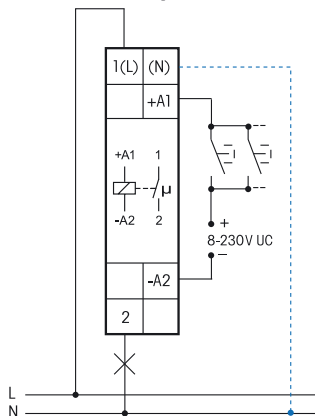 1(L) (N)
+A1
+A1 1
µ
-A2 2
+
8-230V UC
–
-A2
2
L
N